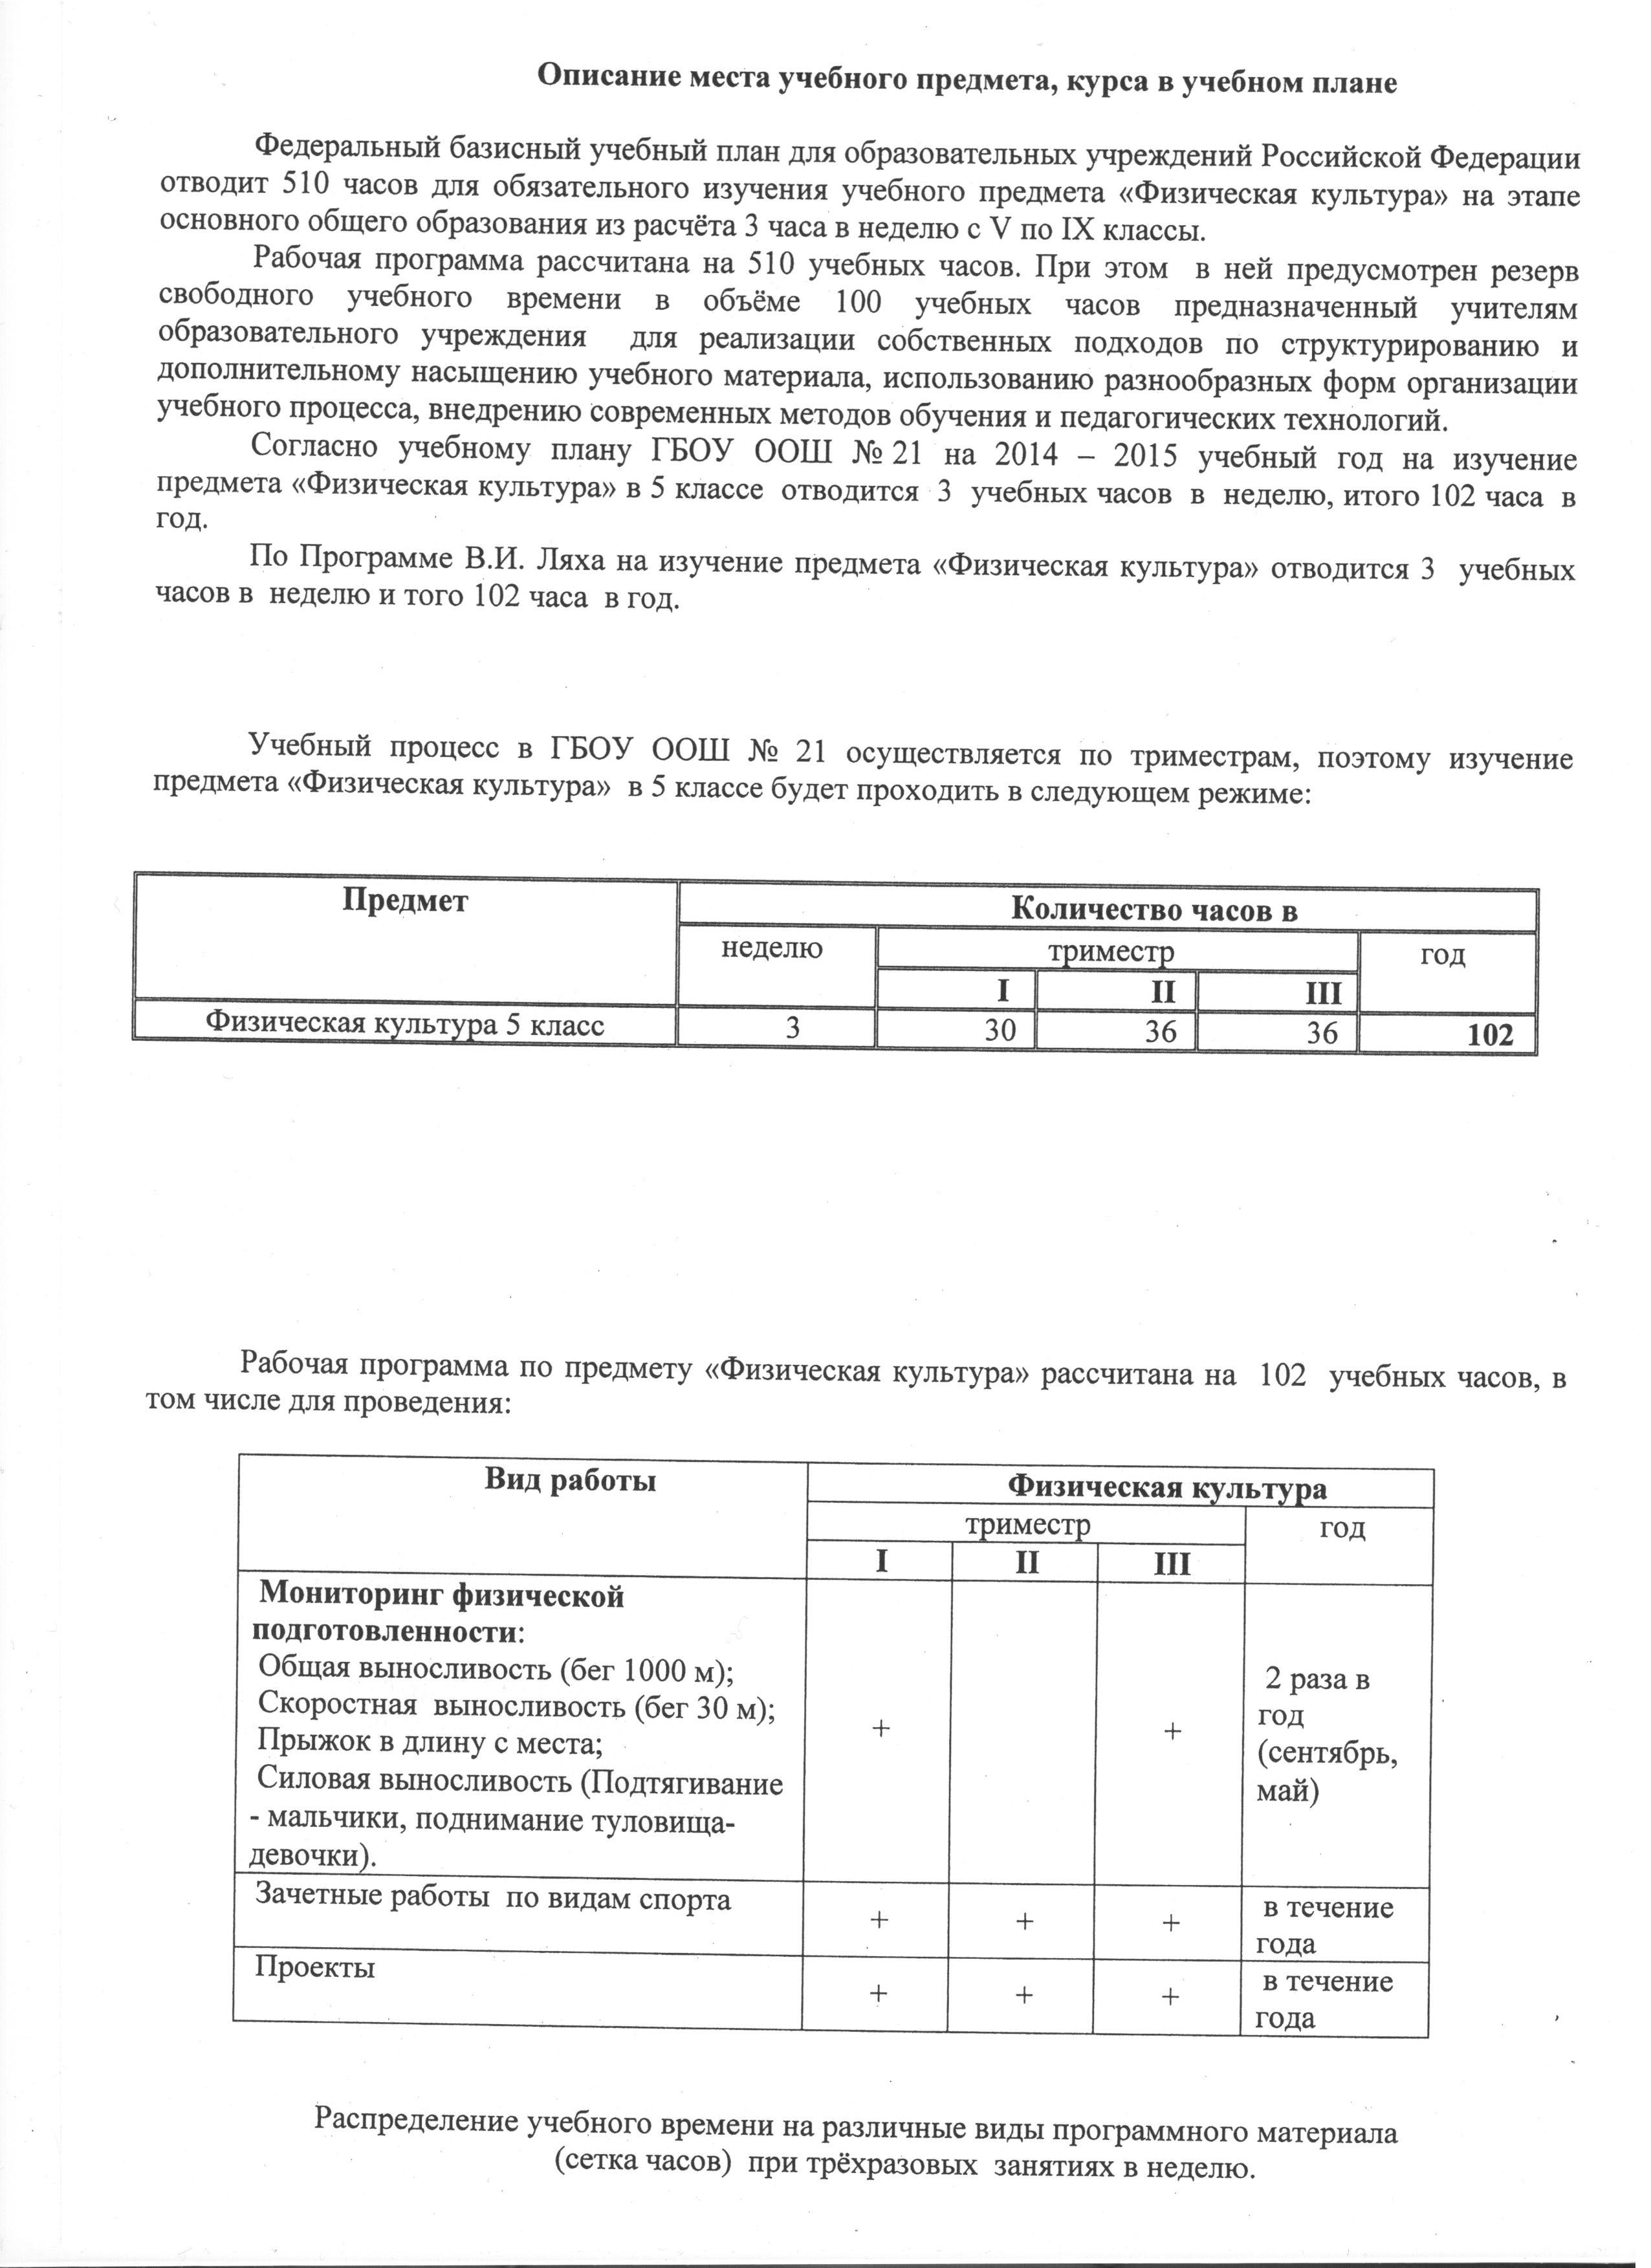 Описание места учебного предмета, курса в учебном плане
Федеральный базисный учебный план для образовательных учреждений Российской Федерации
отводит 510 часов для обязательного изучения учебного предмета «Физическая культура» на этапе
основного общего образования из расчёта 3 часа в неделю с V по IX классы.
Рабочая программа рассчитана на 510 учебных часов. При этом в ней предусмотрен резерв
свободного учебного времени в объёме 100 учебных часов предназначенный учителям
образовательного учреждения для реализации собственных подходов по структурированию и
дополнительному насыщению учебного материала, использованию разнообразных форм организации
учебного процесса, внедрению современных методов обучения и педагогических технологий.
Согласно учебному плану ГБОУ ООШ № 21 на 2014 – 2015 учебный год на изучение
предмета «Физическая культура» в 5 классе отводится 3 учебных часов в неделю, итого 102 часа в
год.
По Программе В.И. Ляха на изучение предмета «Физическая культура» отводится 3 учебных
часов в неделю и того 102 часа в год.
Учебный процесс в ГБОУ ООШ № 21 осуществляется по триместрам, поэтому изучение
предмета «Физическая культура» в 5 классе будет проходить в следующем режиме:
Предмет Количество часов в
неделю триместр год
I II III
Физическая культура 5 класс 3 30 36 36 102
Рабочая программа по предмету «Физическая культура» рассчитана на 102 учебных часов, в
том числе для проведения:
Вид работы Физическая культура
триместр год
I II III
Мониторинг физической
подготовленности:
Общая выносливость (бег 1000 м);
Скоростная выносливость (бег 30 м);
Прыжок в длину с места;
Силовая выносливость (Подтягивание
- мальчики, поднимание туловища-
девочки).
+ +
2 раза в
год
(сентябрь,
май)
Зачетные работы по видам спорта + + + в течение
года
Проекты + + + в течение
года
Распределение учебного времени на различные виды программного материала
(сетка часов) при трёхразовых занятиях в неделю.